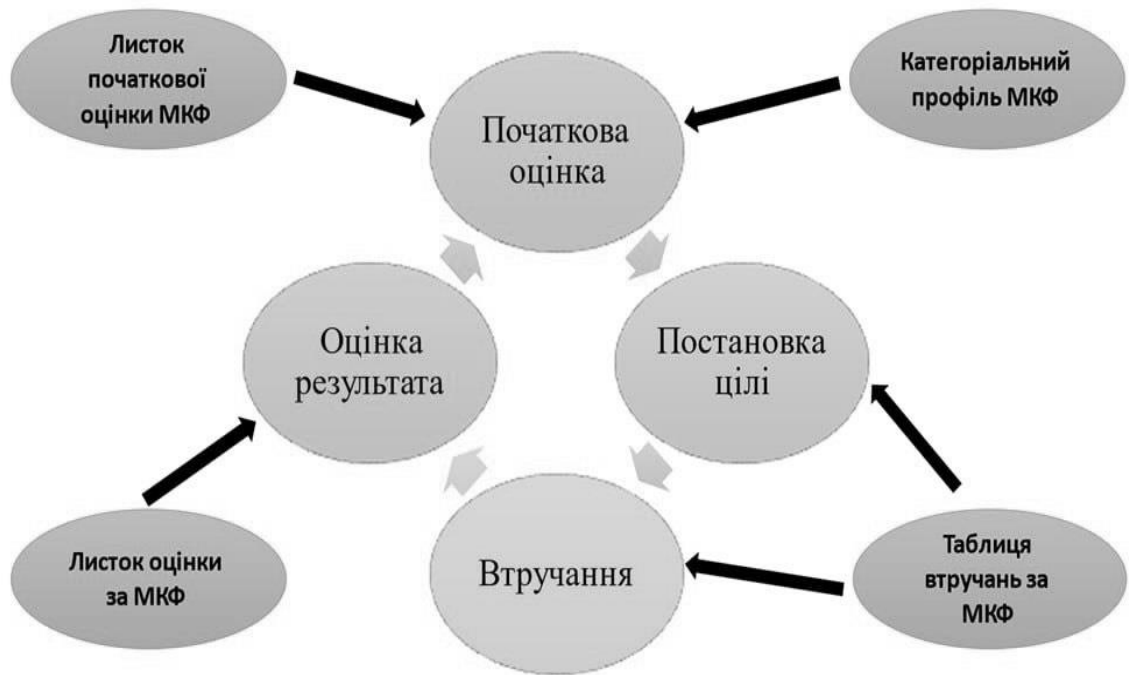 Листок
початкової
оцінки МКФ
Початкова
оцінка
Категоріальний
профіль МКФ
Оцінка
результата
Постановка
цілі
Листок оцінки
за МКФ
Втручання
Таблиця
втручань за
МКФ